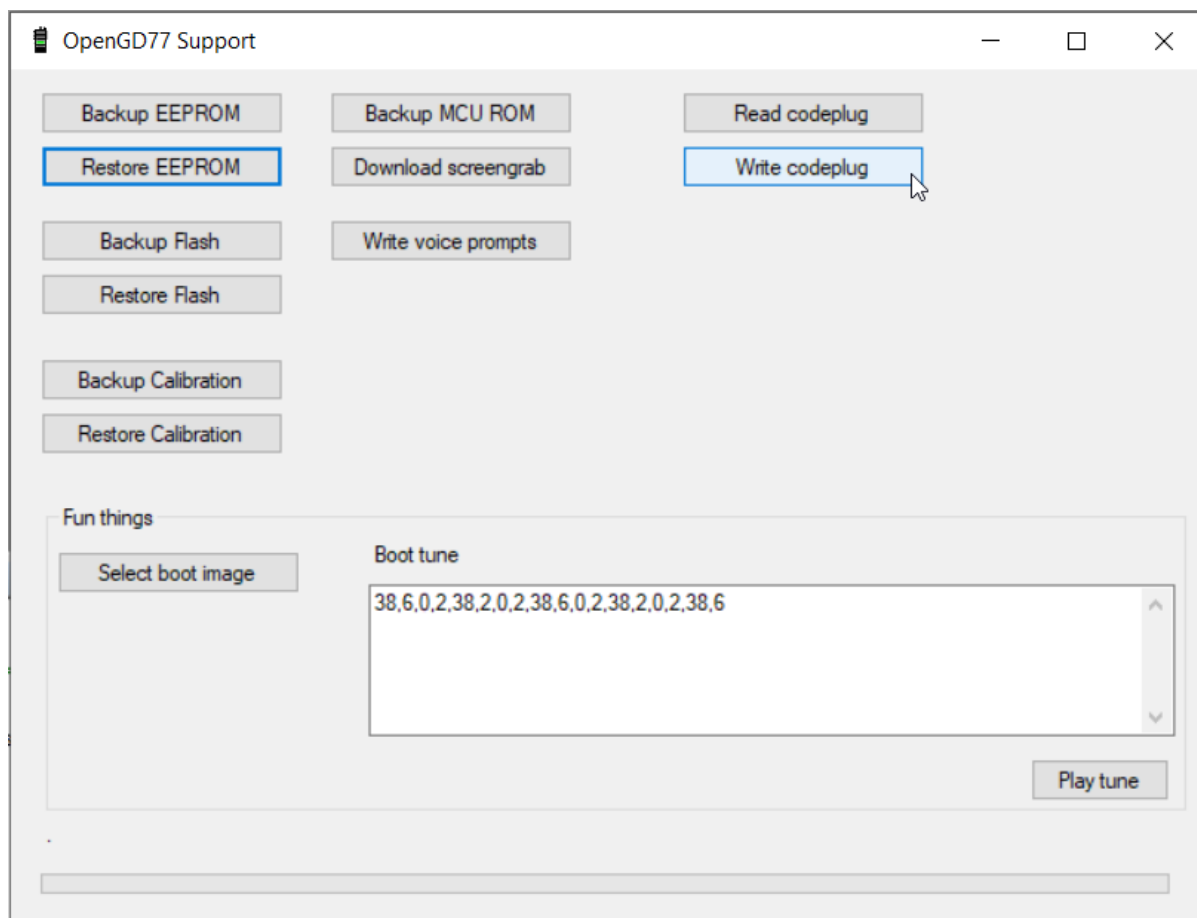 OpenGD77 Support
Backup EEPROM
Backup MCU ROM
Read codeplug
Restore EEPROM
Download screengrab
Write codeplug
Backup Flash
Write voice prompts
Restore Flash
Backup Calibration
Restore Calibration
Fun things
Select boot image
Boot tune
38,6,0,2,38,2,0,2,38,6,0,2,38,2,0,2,38,6
Play tune
.